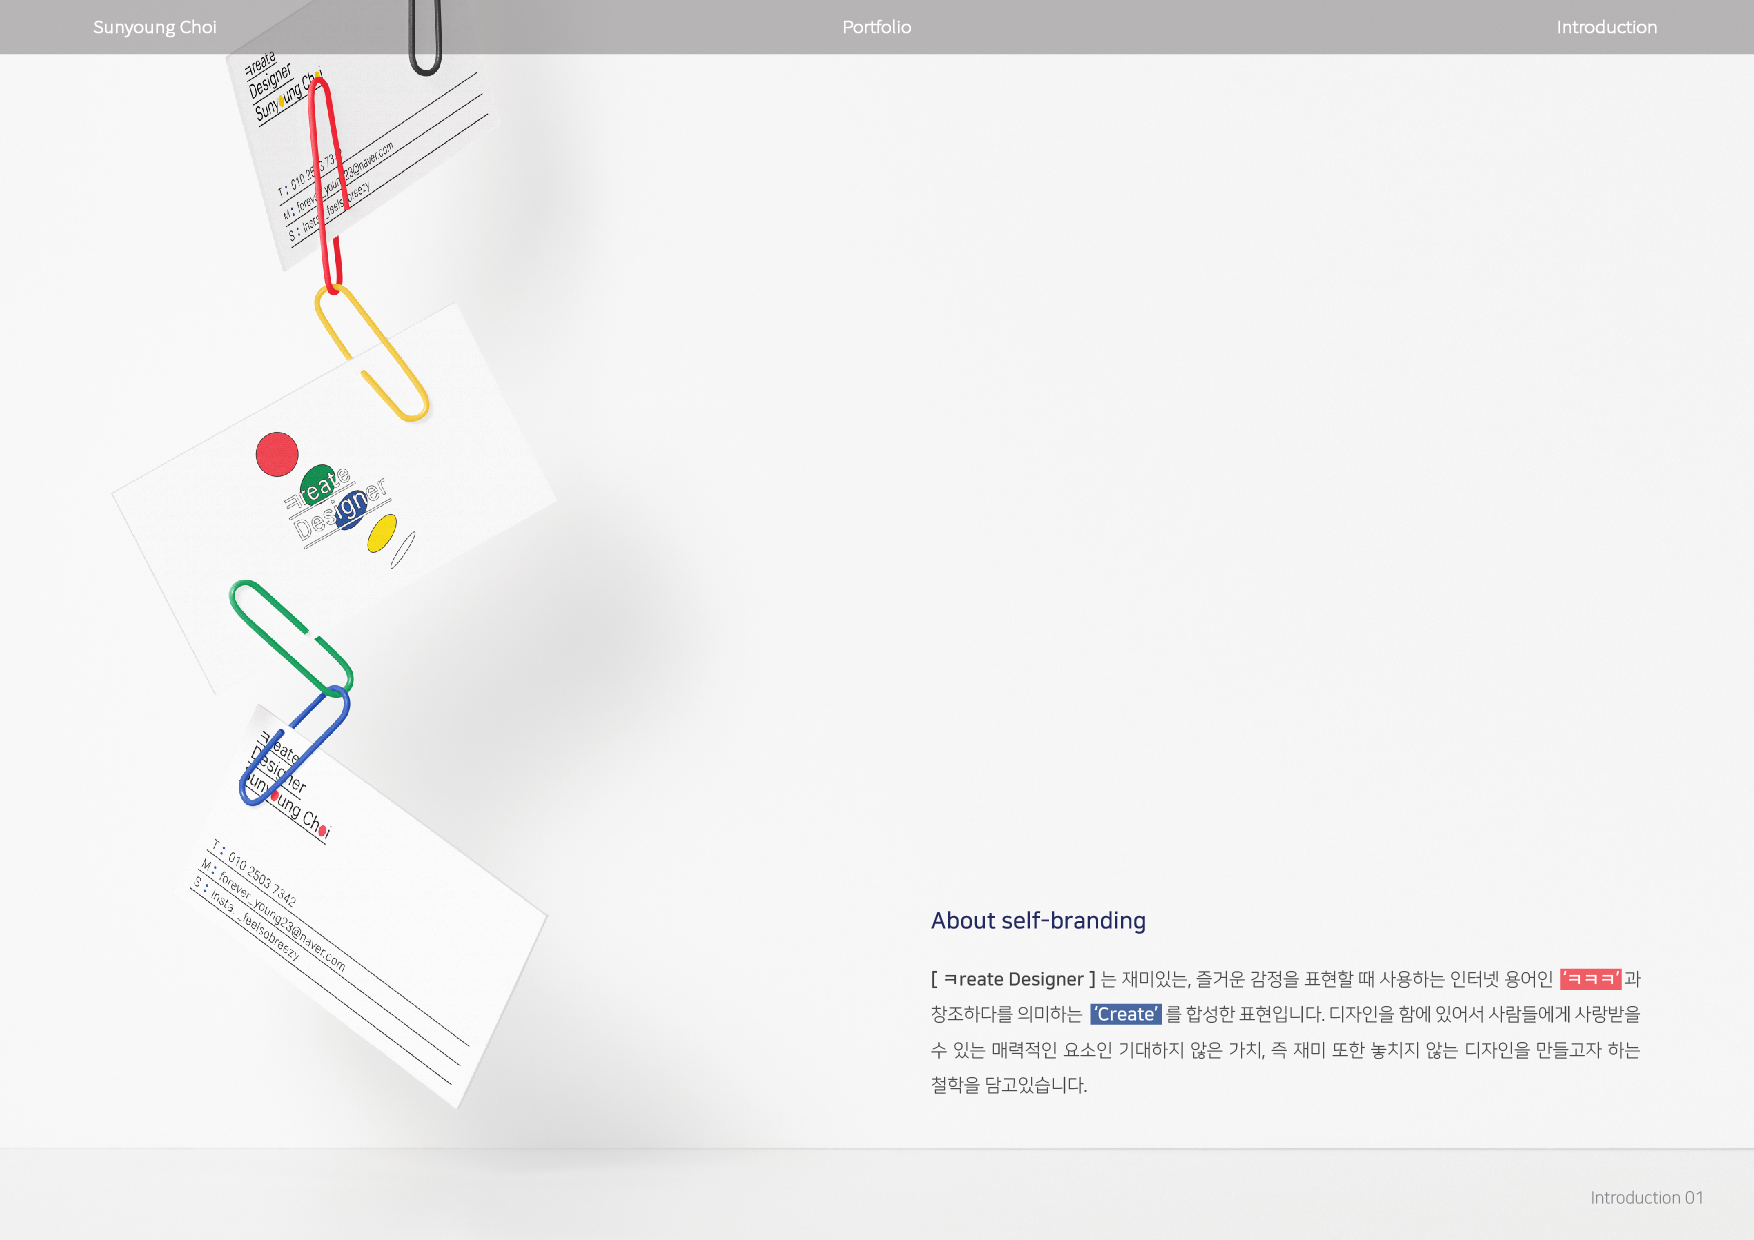 Sunyoung Choi
Portfolio
Introduction
ㅋreate
Designer
Sunyoung Choi
T : 010 2503 734
M : forever_young23@naver.com
S : insta._feelsobreezy
ㅋreate
Designer
ㅋreate
Designer
Sunyoung Choi
T : 010 2503 7342
M : forever_young23@naver.com
S : insta._feelsobreezy
About self-branding
[ ㅋreate Designer ] 는 재미있는, 즐거운 감정을 표현할 때 사용하는 인터넷 용어인 ‘ㅋㅋㅋ’ 과
창조하다를 의미하는 ‘Create’ 를 합성한 표현입니다. 디자인을 함에 있어서 사람들에게 사랑받을
수 있는 매력적인 요소인 기대하지 않은 가치, 즉 재미 또한 놓치지 않는 디자인을 만들고자 하는
철학을 담고있습니다.
Introduction 01